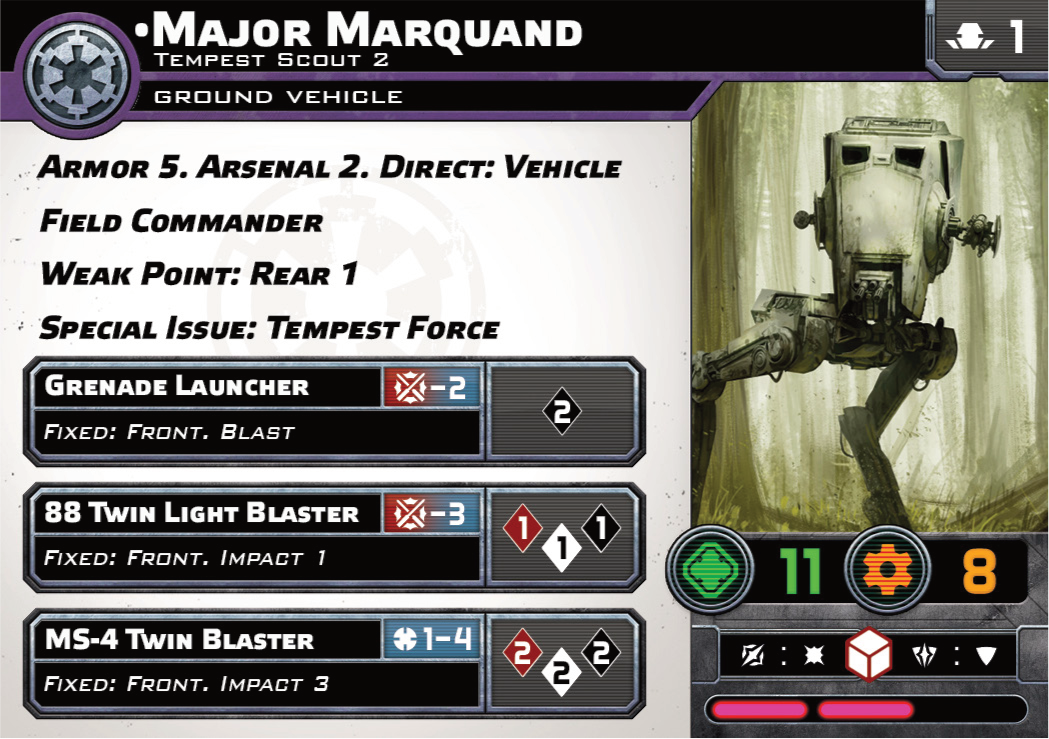 •Major Marquand
Tempest Scout 2
1
Ground Vehicle
Armor 5. Arsenal 2. Direct: Vehicle
Field Commander
Weak Point: Rear 1
Special Issue: Tempest Force
Grenade Launcher
-2
2
Fixed: Front. Blast
88 Twin Light Blaster
-3
1 1 1
Fixed: Front. Impact 1
11 8
MS-4 Twin Blaster
1-4
2 2 2
: :
Fixed: Front. Impact 3